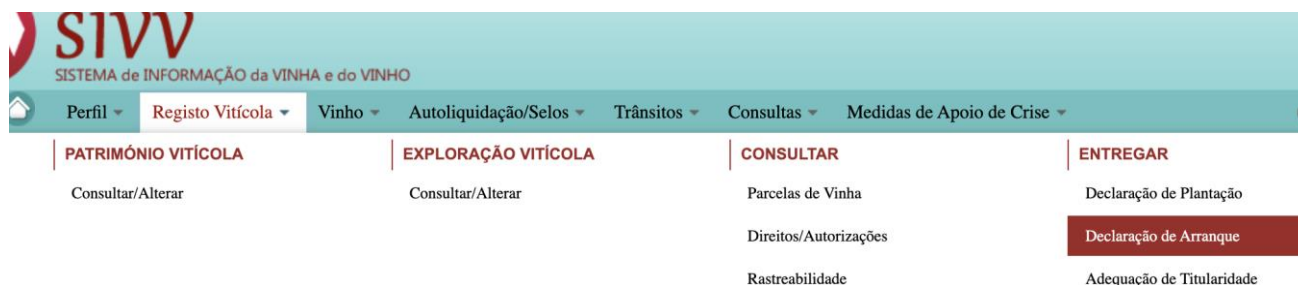 SIVV
SISTEMA de INFORMAÇÃO da VINHA e do VINHO
Perfil Registo Vitícola Vinho Autoliquidação/Selos Trânsitos Consultas Medidas de Apoio de Crise
PATRIMÓNIO VITÍCOLA EXPLORAÇÃO VITÍCOLA CONSULTAR ENTREGAR
Consultar/Alterar Consultar/Alterar Parcelas de Vinha Declaração de Plantação
Direitos/Autorizações Declaração de Arranque
Rastreabilidade Adequação de Titularidade